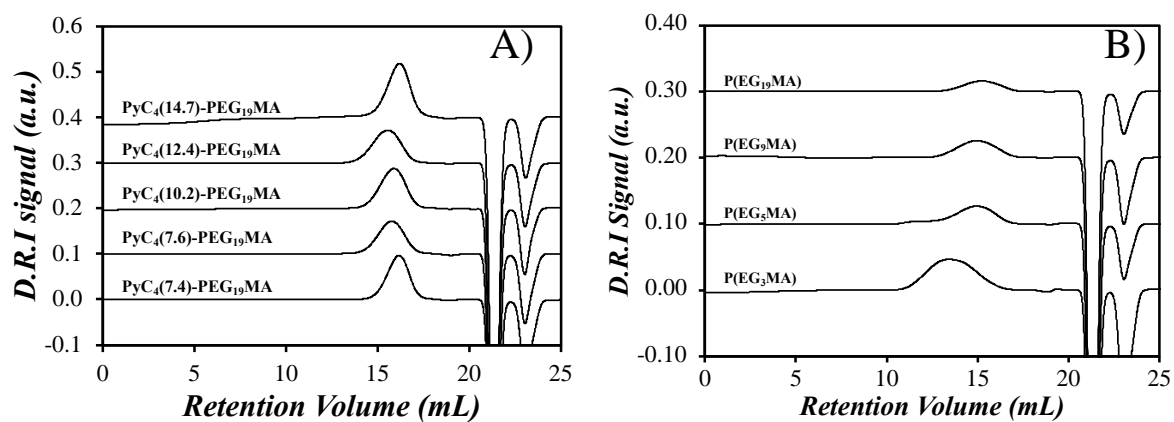 A)
D.R.I signal (a.u.)
0.6
0.5
0.4
0.3
0.2
0.1
0.0
-0.1
PyC₄(14.7)-PEG₁₉MA
PyC₄(12.4)-PEG₁₉MA
PyC₄(10.2)-PEG₁₉MA
PyC₄(7.6)-PEG₁₉MA
PyC₄(7.4)-PEG₁₉MA
0 5 10 15 20 25
Retention Volume (mL)
B)
D.R.I Signal (a.u.)
0.40
0.30
0.20
0.10
0.00
-0.10
P(EG₁₉MA)
P(EG₉MA)
P(EG₅MA)
P(EG₃MA)
0 5 10 15 20 25
Retention Volume (mL)